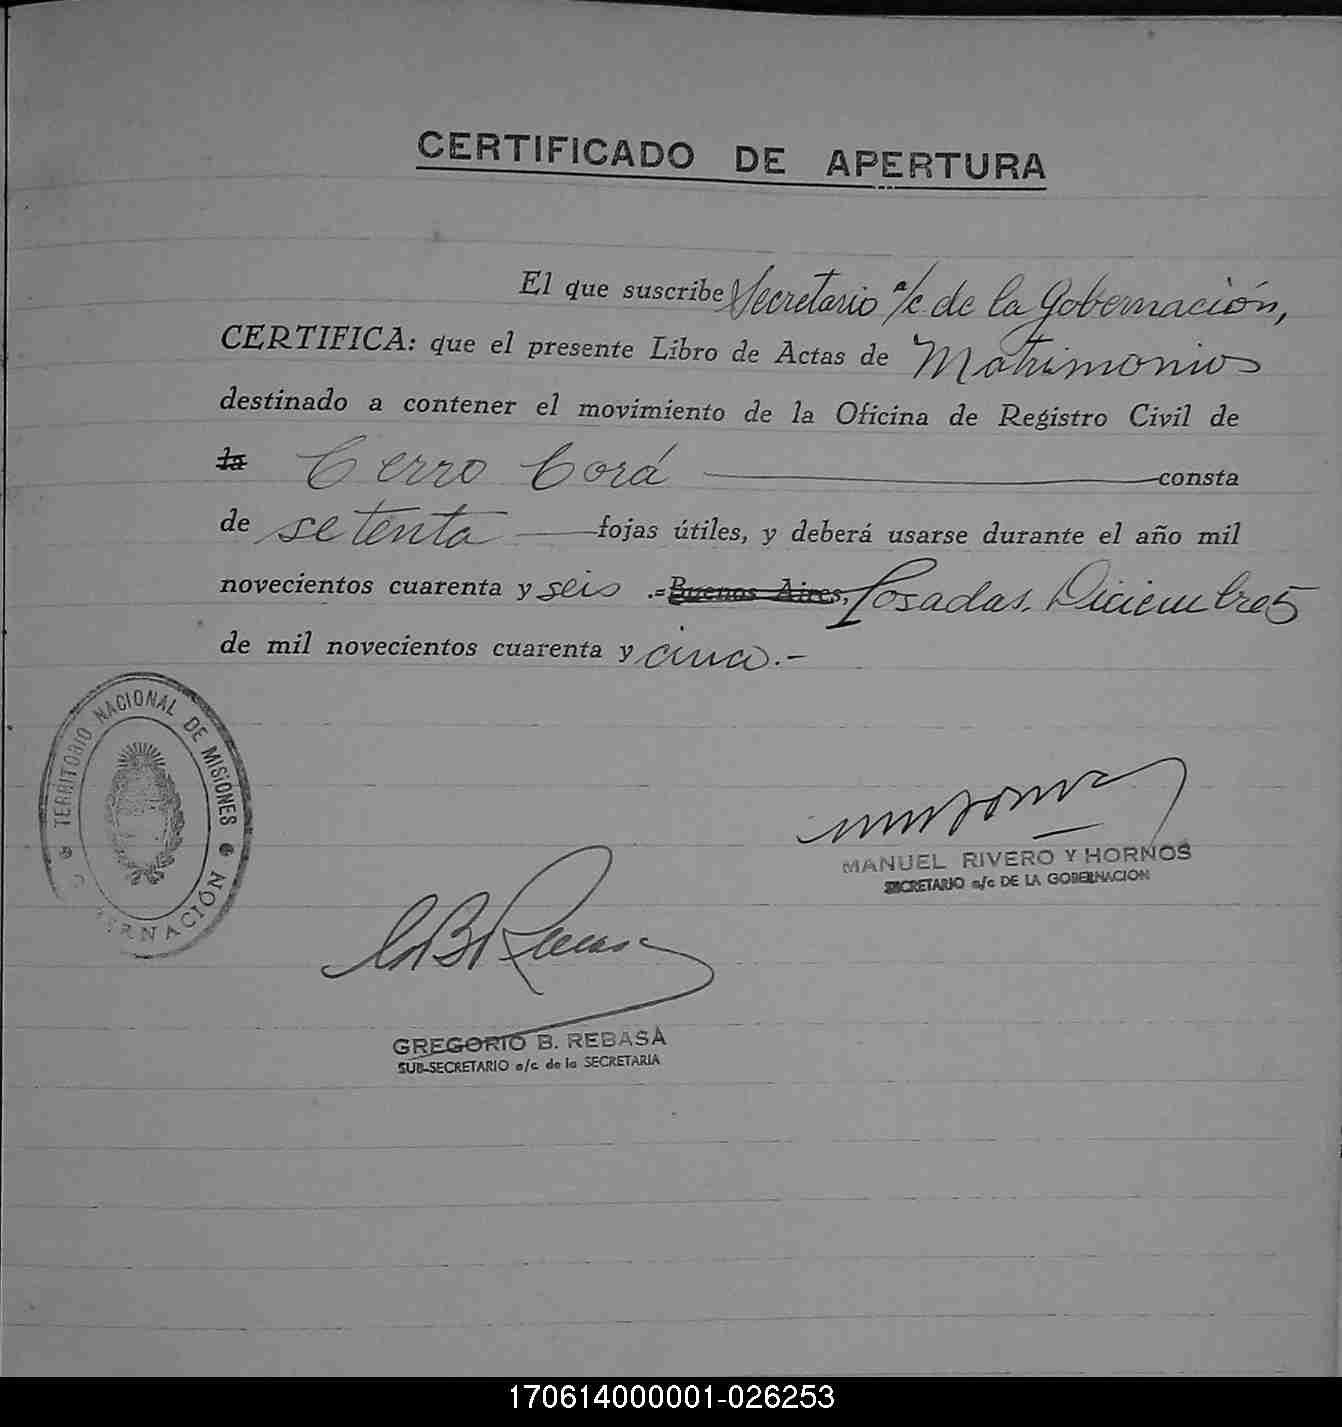 CERTIFICADO DE APERTURA
El que suscribe Secretario a/c de la Gobernación,
CERTIFICA: que el presente Libro de Actas de Matrimonios
destinado a contener el movimiento de la Oficina de Registro Civil de
la Cerro Corá consta
de setenta fojas útiles, y deberá usarse durante el año mil
novecientos cuarenta y seis .- Buenos Aires, Posadas, Diciembre 5
de mil novecientos cuarenta y cinco.-
TERRITORIO NACIONAL DE MISIONES
GOBERNACIÓN
MANUEL RIVERO Y HORNOS
SECRETARIO a/c DE LA GOBERNACION
GREGORIO B. REBASA
SUB-SECRETARIO a/c de la SECRETARIA
170614000001-026253